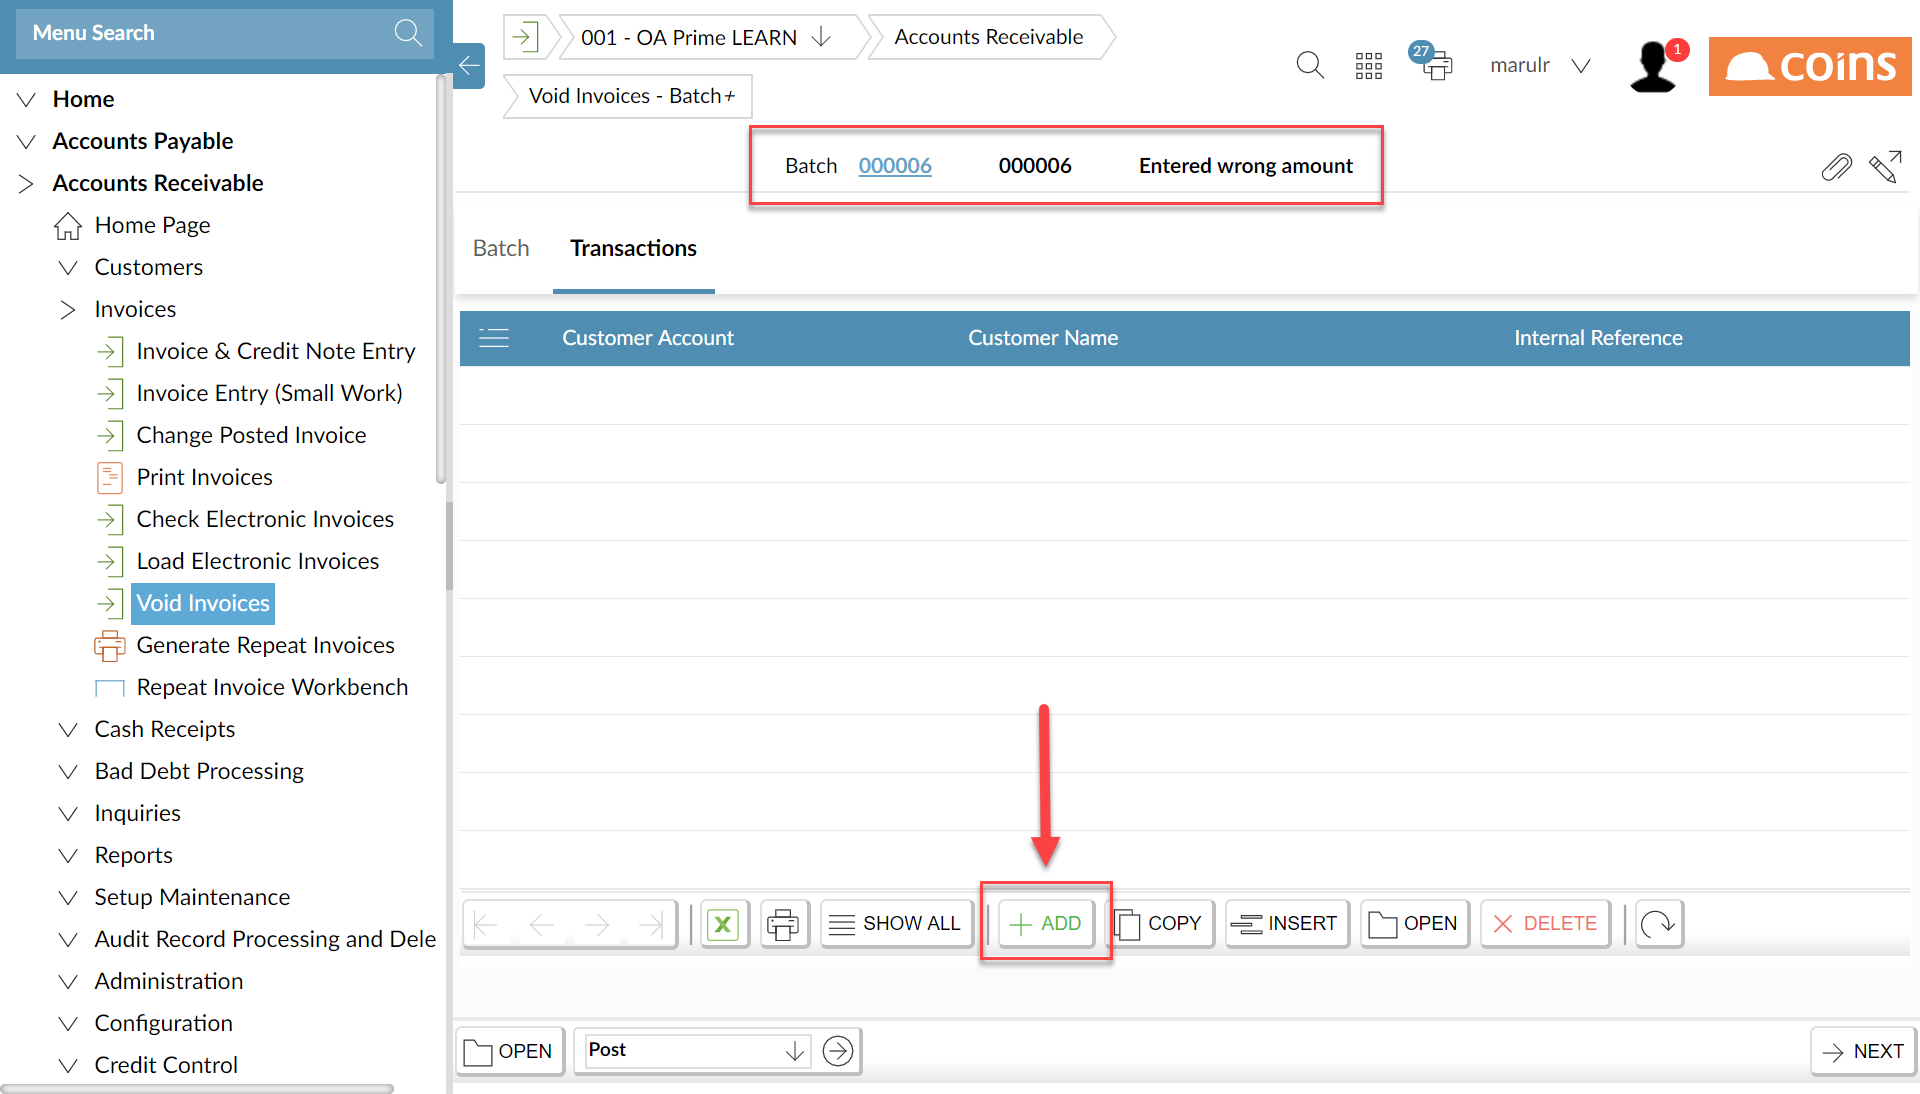 Menu Search
Home
Accounts Payable
Accounts Receivable
Home Page
Customers
Invoices
Invoice & Credit Note Entry
Invoice Entry (Small Work)
Change Posted Invoice
Print Invoices
Check Electronic Invoices
Load Electronic Invoices
Void Invoices
Generate Repeat Invoices
Repeat Invoice Workbench
Cash Receipts
Bad Debt Processing
Inquiries
Reports
Setup Maintenance
Audit Record Processing and Dele
Administration
Configuration
Credit Control
001 - OA Prime LEARN
Accounts Receivable
Void Invoices - Batch+
27
marulr
1
coins
Batch 000006 000006 Entered wrong amount
Batch Transactions
Customer Account Customer Name Internal Reference
X SHOW ALL ADD COPY INSERT OPEN DELETE
OPEN Post NEXT